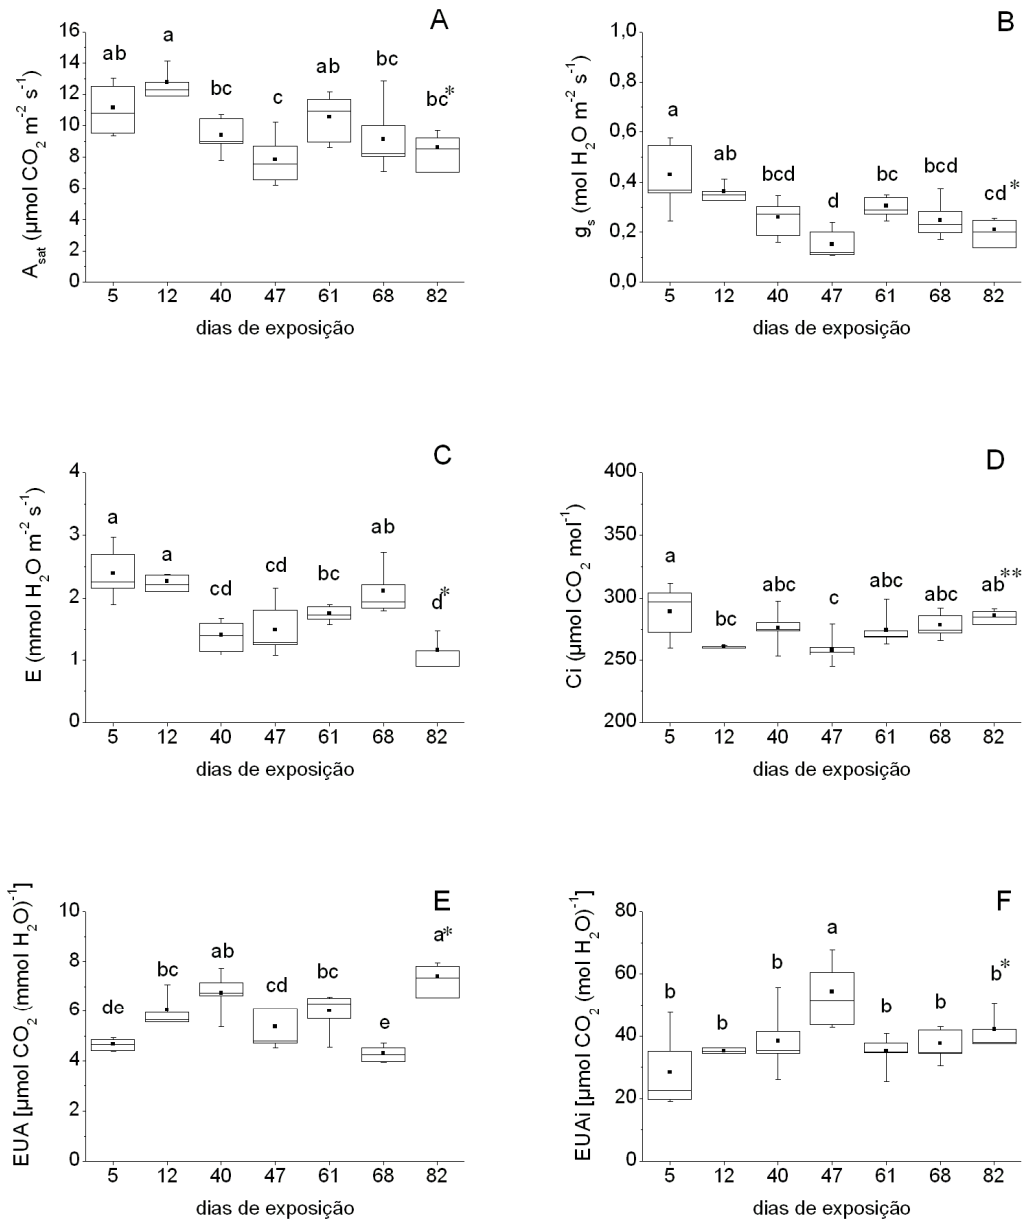 A
A_sat (µmol CO₂ m⁻² s⁻¹)
16
14
12
10
8
6
4
2
0
ab
a
bc
c
ab
bc
bc*
5 12 40 47 61 68 82
dias de exposição
B
g_s (mol H₂O m⁻² s⁻¹)
1,0
0,8
0,6
0,4
0,2
0,0
a
ab
bcd
d
bc
bcd
cd*
5 12 40 47 61 68 82
dias de exposição
C
E (mmol H₂O m⁻² s⁻¹)
4
3
2
1
0
a
a
cd
cd
bc
ab
d*
5 12 40 47 61 68 82
dias de exposição
D
Ci (µmol CO₂ mol⁻¹)
400
350
300
250
200
a
bc
abc
c
abc
abc
ab**
5 12 40 47 61 68 82
dias de exposição
E
EUA [µmol CO₂ (mmol H₂O)⁻¹]
10
8
6
4
2
0
de
bc
ab
cd
bc
e
a*
5 12 40 47 61 68 82
dias de exposição
F
EUAi [µmol CO₂ (mol H₂O)⁻¹]
80
60
40
20
0
b
b
b
a
b
b
b*
5 12 40 47 61 68 82
dias de exposição